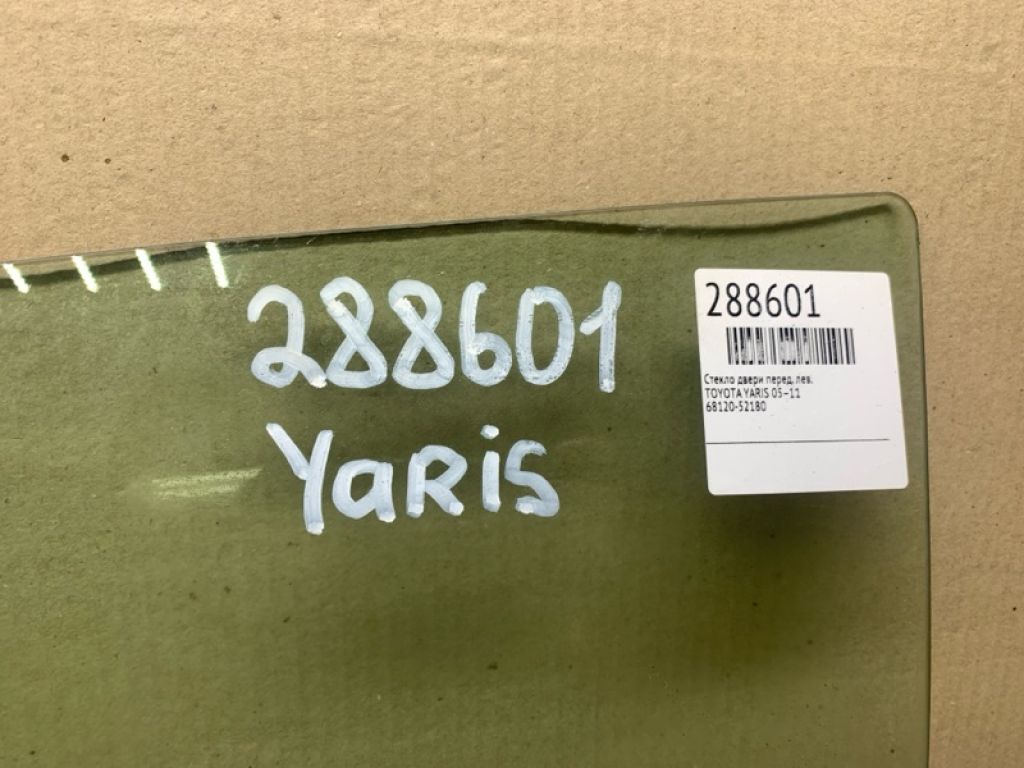 288601
Yaris
288601
Стекло двери перед. лев.
TOYOTA YARIS 05-11
68120-52180